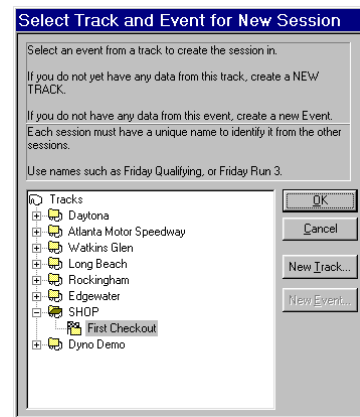 Select Track and Event for New Session
Select an event from a track to create the session in.
If you do not yet have any data from this track, create a NEW
TRACK.
If you do not have any data from this event, create a new Event.
Each session must have a unique name to identify it from the other
sessions.
Use names such as Friday Qualifying, or Friday Run 3.
Tracks
Daytona
Atlanta Motor Speedway
Watkins Glen
Long Beach
Rockingham
Edgewater
SHOP
First Checkout
Dyno Demo
OK
Cancel
New Track...
New Event...